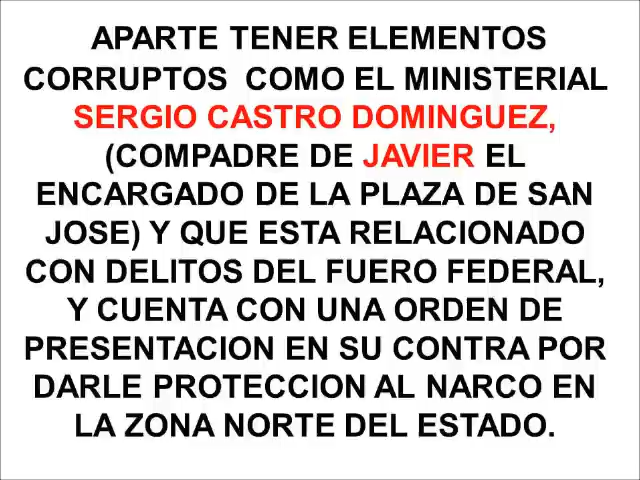 APARTE TENER ELEMENTOS
CORRUPTOS COMO EL MINISTERIAL
SERGIO CASTRO DOMINGUEZ,
(COMPADRE DE JAVIER EL
ENCARGADO DE LA PLAZA DE SAN
JOSE) Y QUE ESTA RELACIONADO
CON DELITOS DEL FUERO FEDERAL,
Y CUENTA CON UNA ORDEN DE
PRESENTACION EN SU CONTRA POR
DARLE PROTECCION AL NARCO EN
LA ZONA NORTE DEL ESTADO.